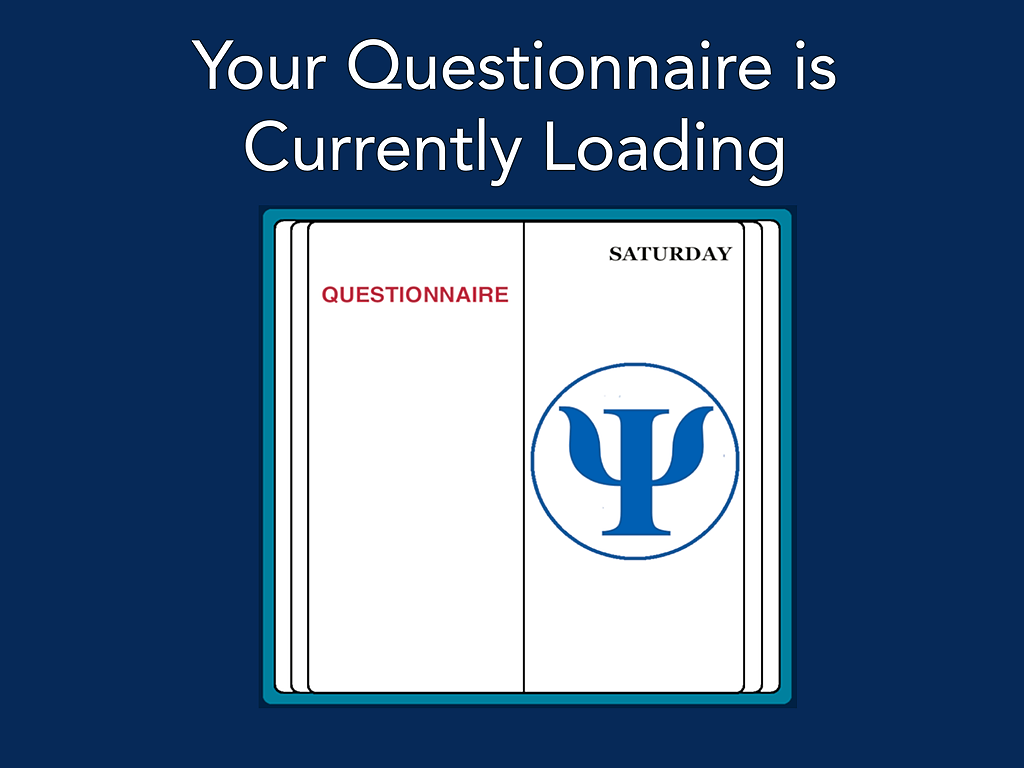 Your Questionnaire is
Currently Loading
SATURDAY
QUESTIONNAIRE
Ψ